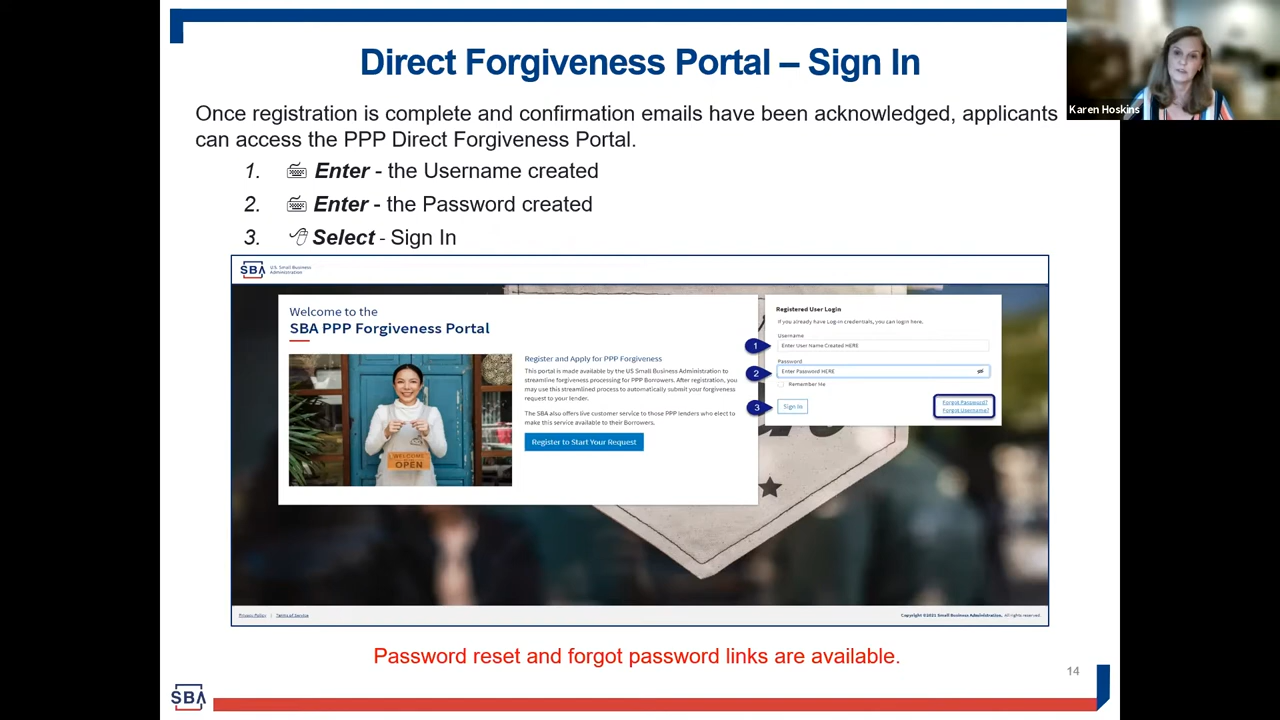 Direct Forgiveness Portal – Sign In
Karen Hoskins
Once registration is complete and confirmation emails have been acknowledged, applicants
can access the PPP Direct Forgiveness Portal.
1. Enter - the Username created
2. Enter - the Password created
3. Select - Sign In
SBA U.S. Small Business
Administration
Welcome to the
SBA PPP Forgiveness Portal
Register and Apply for PPP Forgiveness
This portal is made available by the US Small Business Administration to
streamline forgiveness processing for PPP Borrowers. After registration, you
may use this streamlined process to automatically submit your forgiveness
request to your lender.
The SBA also offers live customer service to those PPP lenders who elect to
make this service available to their Borrowers.
Register to Start Your Request
WELCOME
OPEN
Registered User Login
If you already have Log-in credentials, you can login here.
Username
1 Enter User Name Created HERE
Password
2 Enter Password HERE
Remember Me
3 Sign In
Forgot Password?
Forgot Username?
Privacy Policy | Terms of Service
Copyright ©2021 Small Business Administration. All rights reserved.
Password reset and forgot password links are available.
14
SBA